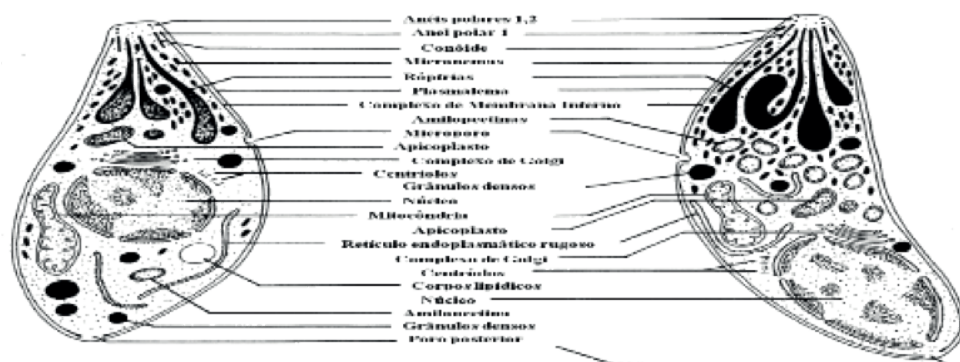 Anéis polares 1,2
Anel polar 1
Conóide
Micronemas
Róptrias
Plasmalema
Complexo de Membrana Interno
Amilopectinas
Microporo
Apicoplasto
Complexo de Golgi
Centríolos
Grânulos densos
Núcleo
Mitocôndria
Apicoplasto
Retículo endoplasmático rugoso
Complexo de Golgi
Centríolos
Corpos lipídicos
Núcleo
Amilopectina
Grânulos densos
Poro posterior